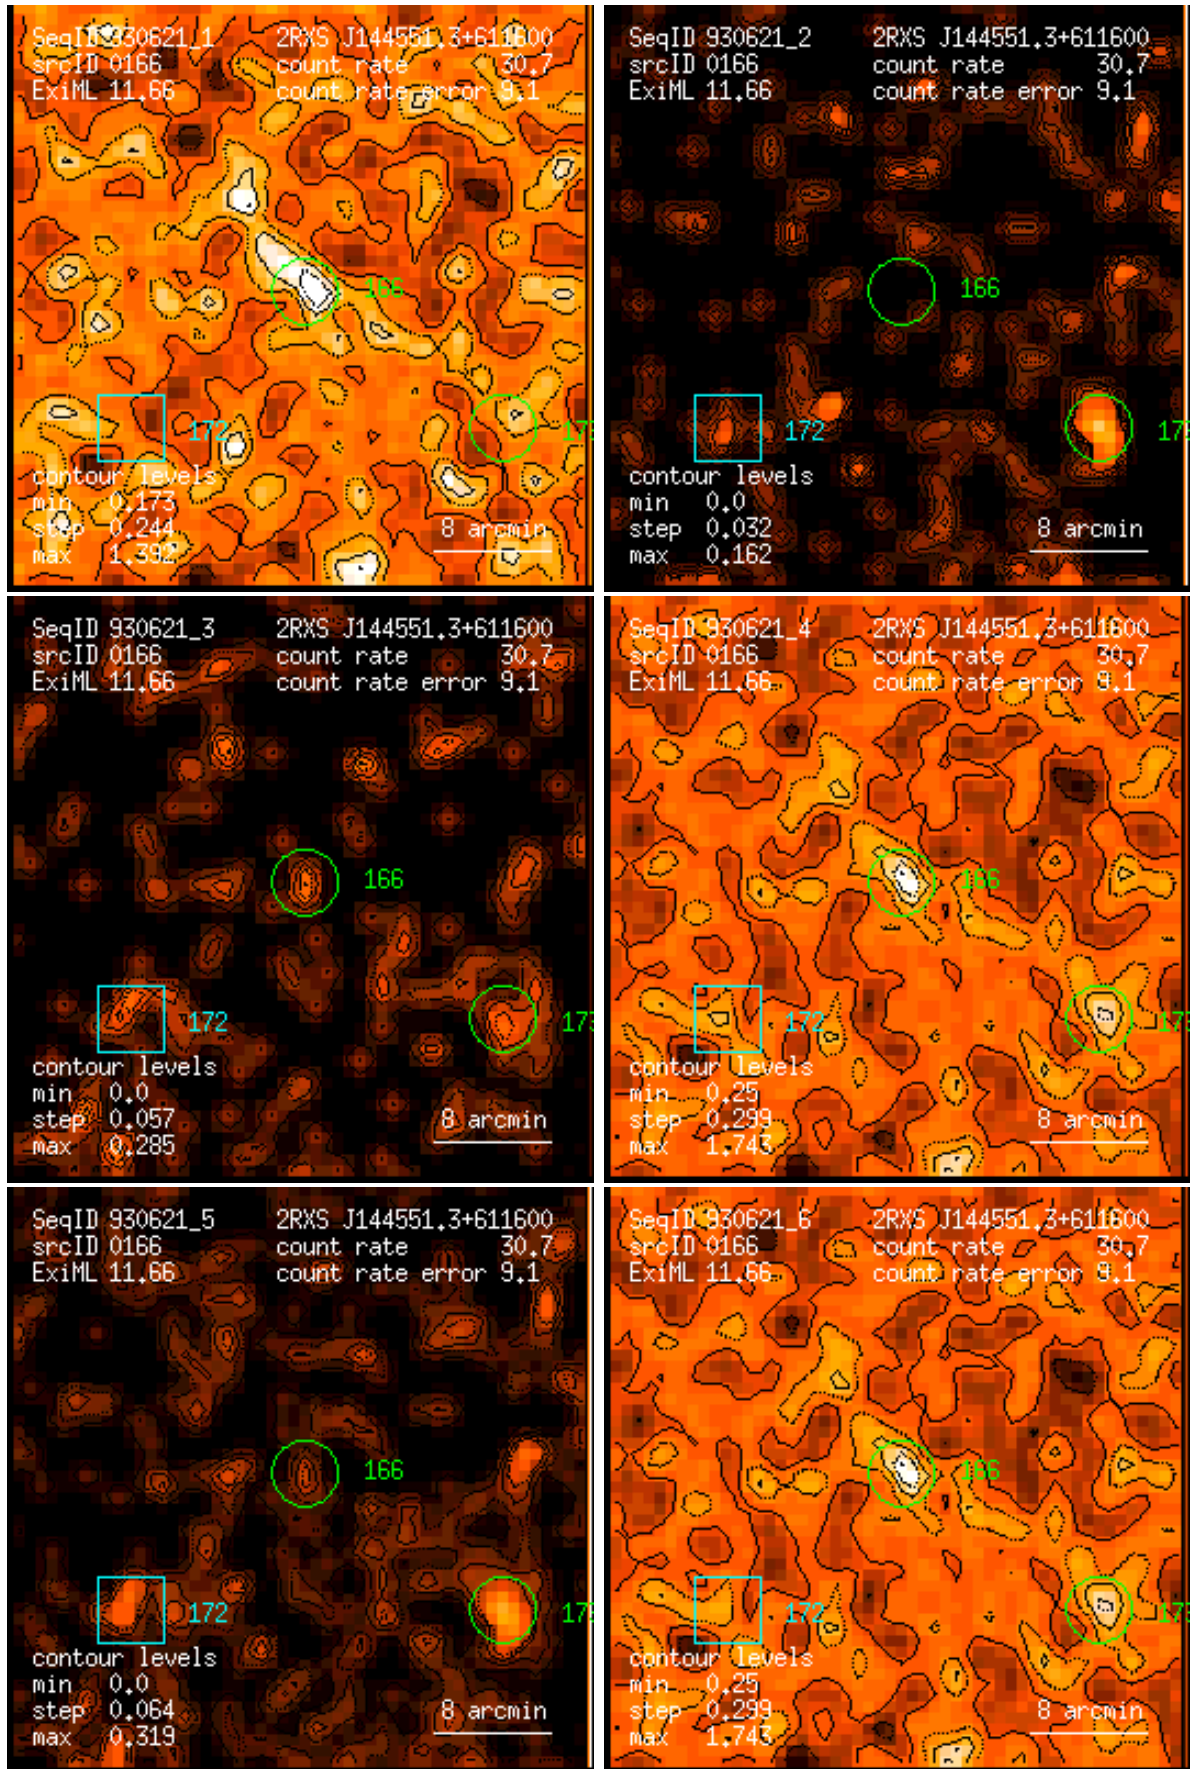 SeqID 930621_1 2RXS J144551.3+611600
srcID 0166 count rate 30.7
ExiML 11.66 count rate error 9.1
166
172
contour levels
min 0.173
step 0.244
max 1.392
8 arcmin
SeqID 930621_2 2RXS J144551.3+611600
srcID 0166 count rate 30.7
ExiML 11.66 count rate error 9.1
166
172
contour levels
min 0.0
step 0.032
max 0.162
8 arcmin
SeqID 930621_3 2RXS J144551.3+611600
srcID 0166 count rate 30.7
ExiML 11.66 count rate error 9.1
166
172
contour levels
min 0.0
step 0.057
max 0.285
8 arcmin
SeqID 930621_4 2RXS J144551.3+611600
srcID 0166 count rate 30.7
ExiML 11.66 count rate error 9.1
166
172
contour levels
min 0.25
step 0.299
max 1.743
8 arcmin
SeqID 930621_5 2RXS J144551.3+611600
srcID 0166 count rate 30.7
ExiML 11.66 count rate error 9.1
166
172
contour levels
min 0.0
step 0.064
max 0.319
8 arcmin
SeqID 930621_6 2RXS J144551.3+611600
srcID 0166 count rate 30.7
ExiML 11.66 count rate error 9.1
166
172
contour levels
min 0.25
step 0.299
max 1.743
8 arcmin